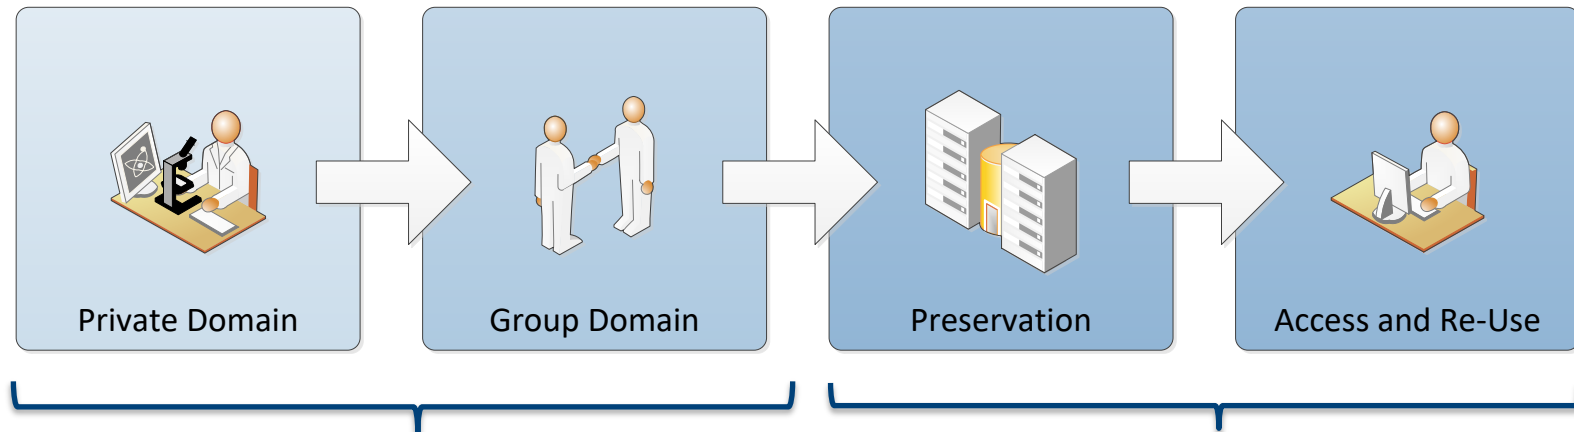 Private Domain
Group Domain
Preservation
Access and Re-Use